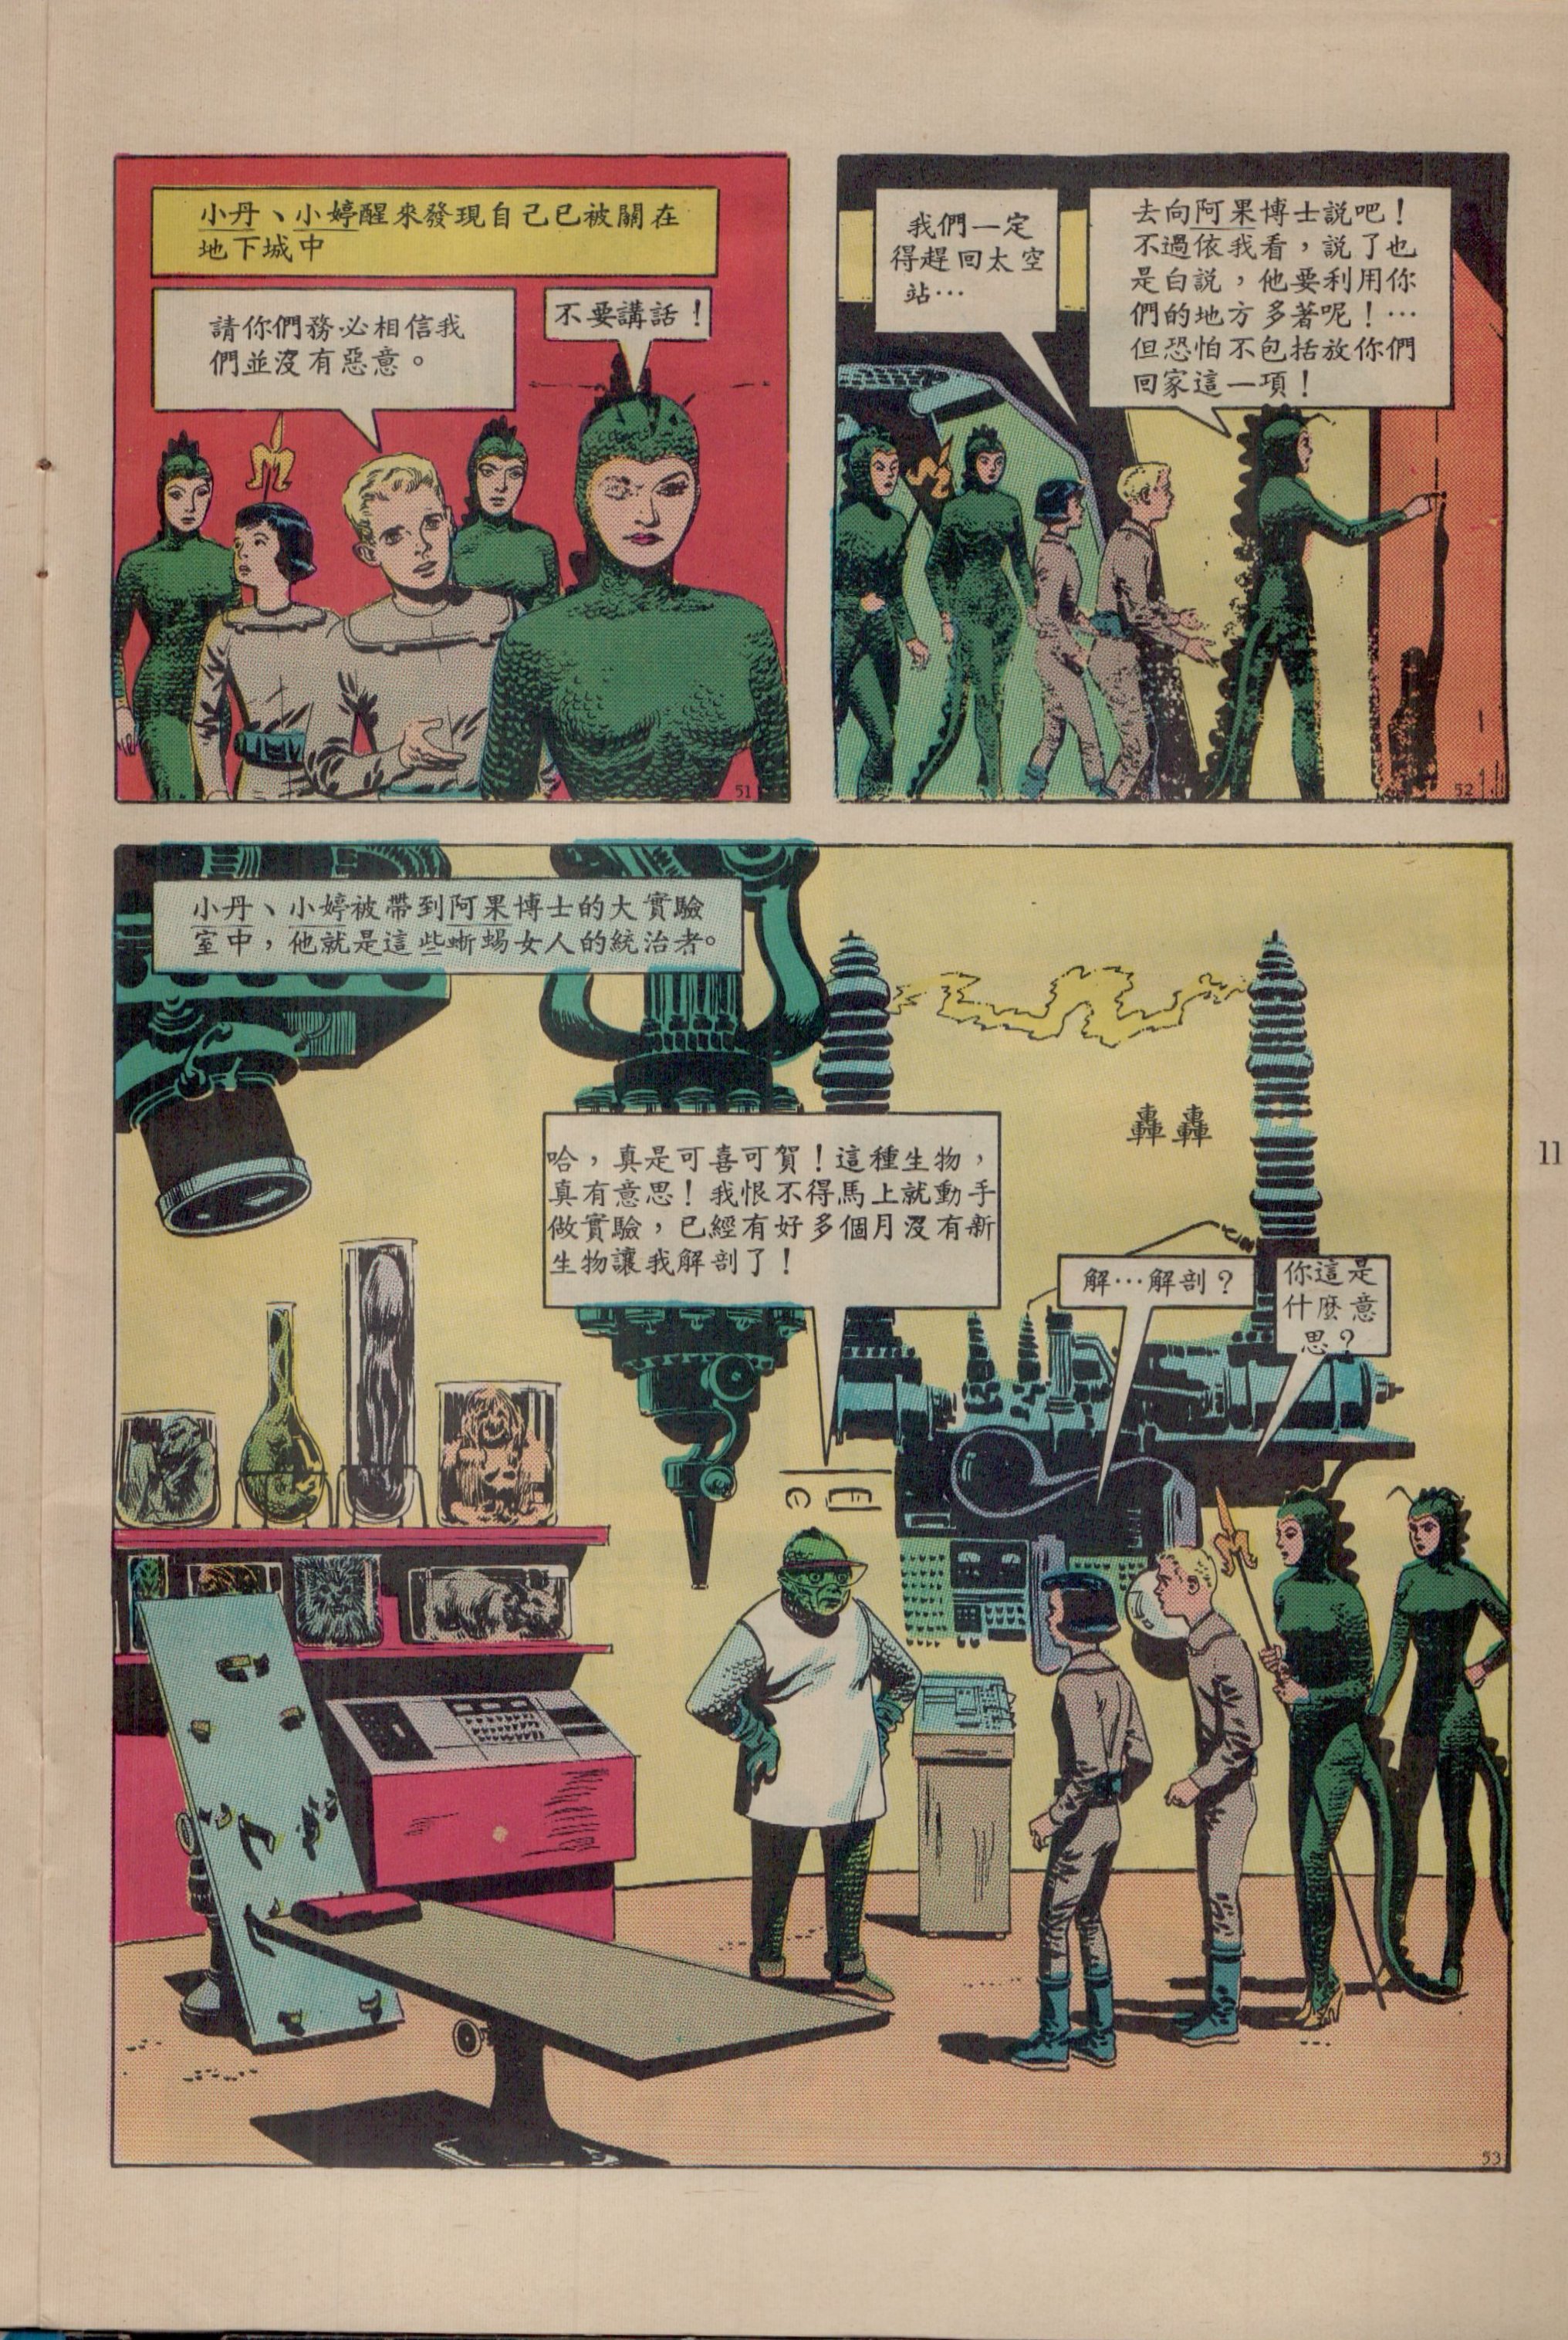 小丹、小婷醒來發現自己已被關在
地下城中
請你們務必相信我
們並沒有惡意。
不要講話！
51
我們一定
得趕回太空
站…
去向阿果博士說吧！
不過依我看，說了也
是白說，他要利用你
們的地方多著呢！…
但恐怕不包括放你們
回家這一項！
52
小丹、小婷被帶到阿果博士的大實驗
室中，他就是這些蜥蜴女人的統治者。
轟轟
哈，真是可喜可賀！這種生物，
真有意思！我恨不得馬上就動手
做實驗，已經有好多個月沒有新
生物讓我解剖了！
解…解剖？
你這是
什麼意
思？
53
11